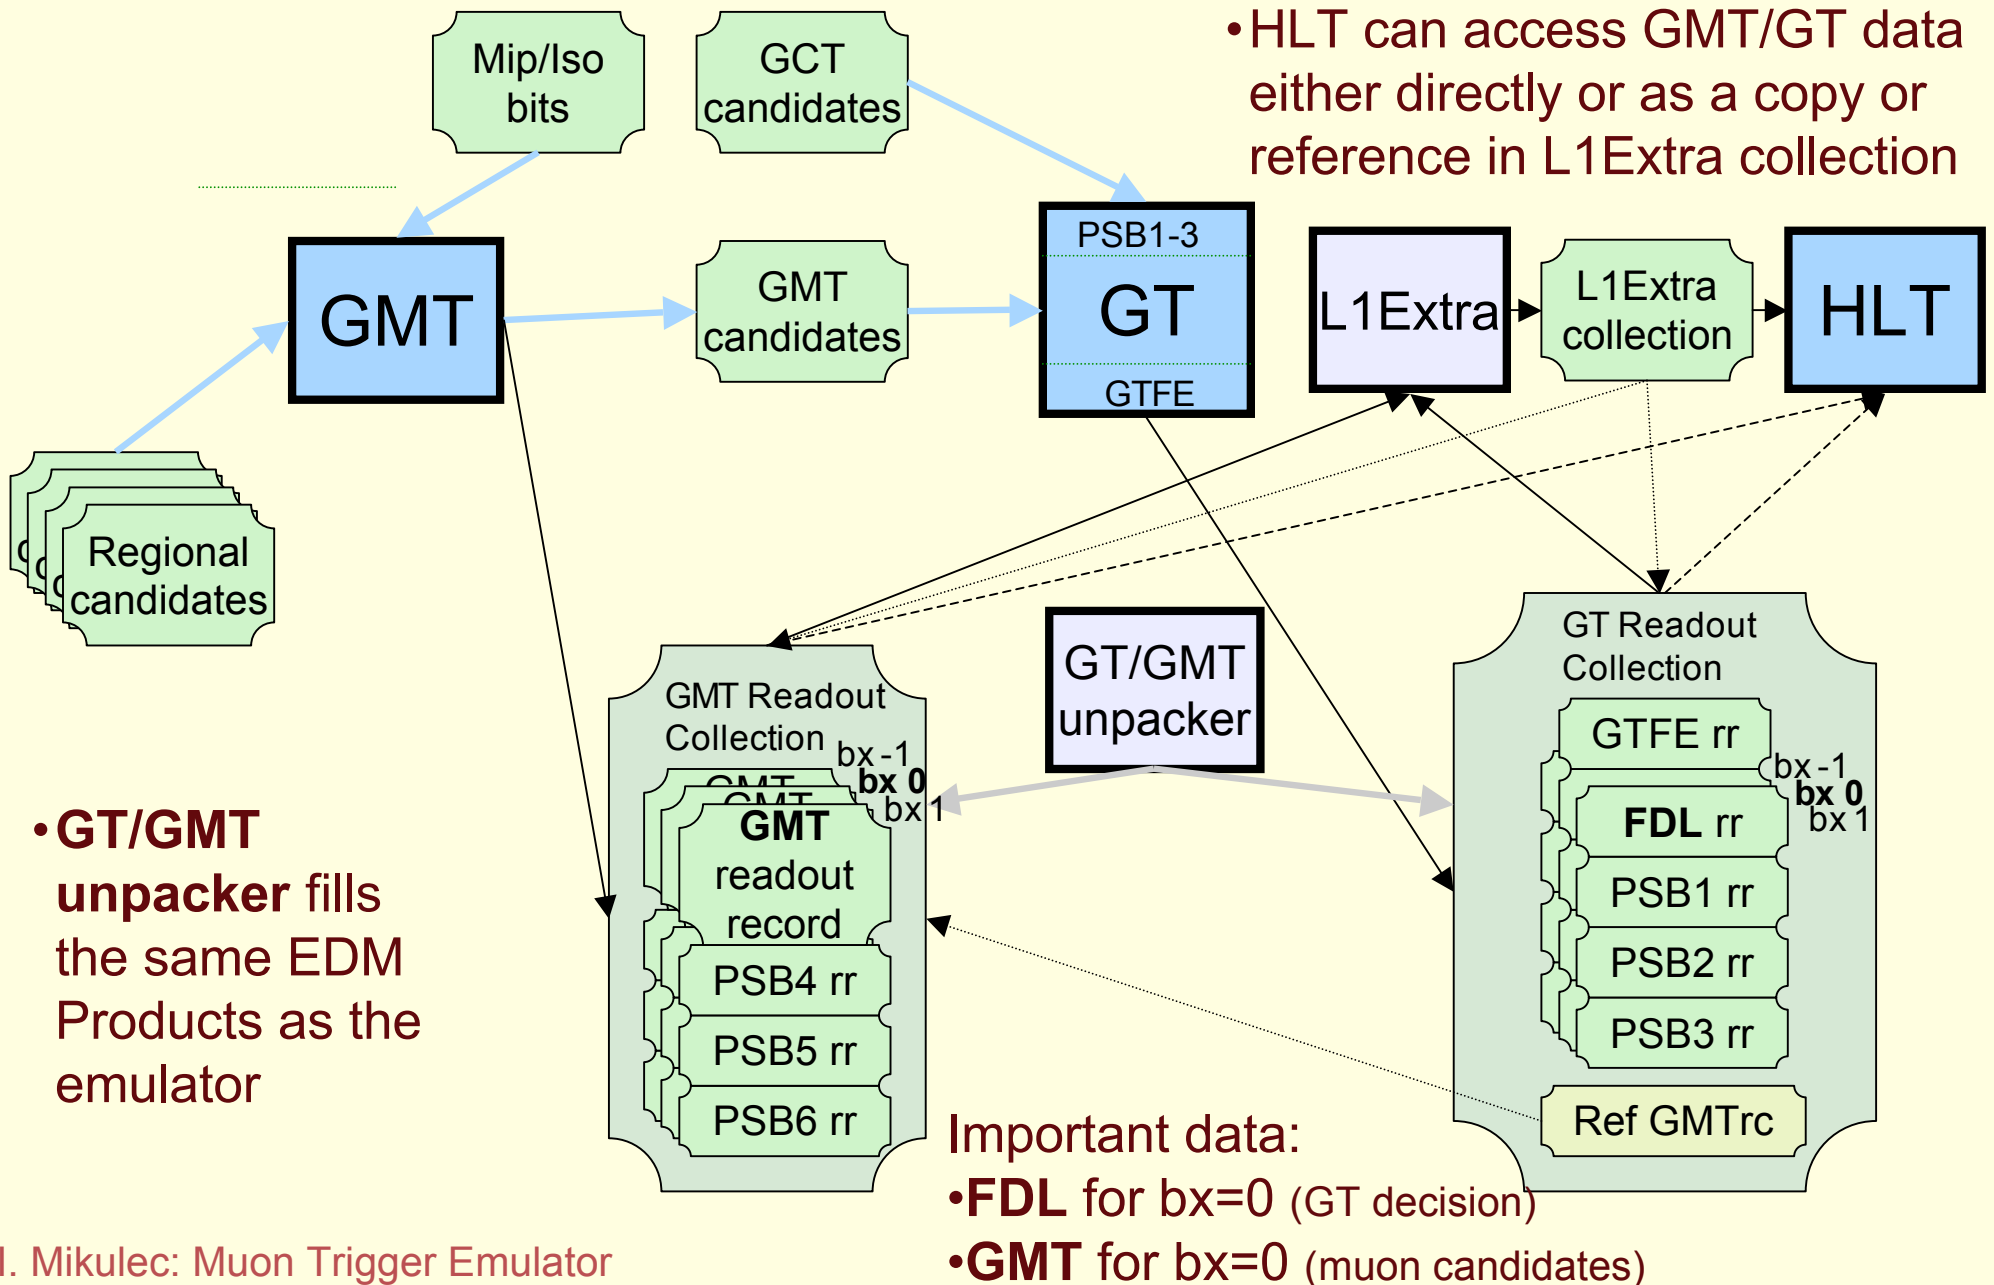 Mip/Iso
bits
GCT
candidates
•HLT can access GMT/GT data
either directly or as a copy or
reference in L1Extra collection
GMT
GMT
candidates
PSB1-3
GT
GTFE
L1Extra
L1Extra
collection
HLT
Regional
candidates
GT/GMT
unpacker
GMT Readout
Collection
bx -1
bx 0
bx 1
GMT
GMT
GMT
readout
record
PSB4 rr
PSB5 rr
PSB6 rr
GT Readout
Collection
GTFE rr
bx -1
bx 0
bx 1
FDL rr
PSB1 rr
PSB2 rr
PSB3 rr
Ref GMTrc
•GT/GMT
unpacker fills
the same EDM
Products as the
emulator
Important data:
•FDL for bx=0 (GT decision)
•GMT for bx=0 (muon candidates)
I. Mikulec: Muon Trigger Emulator